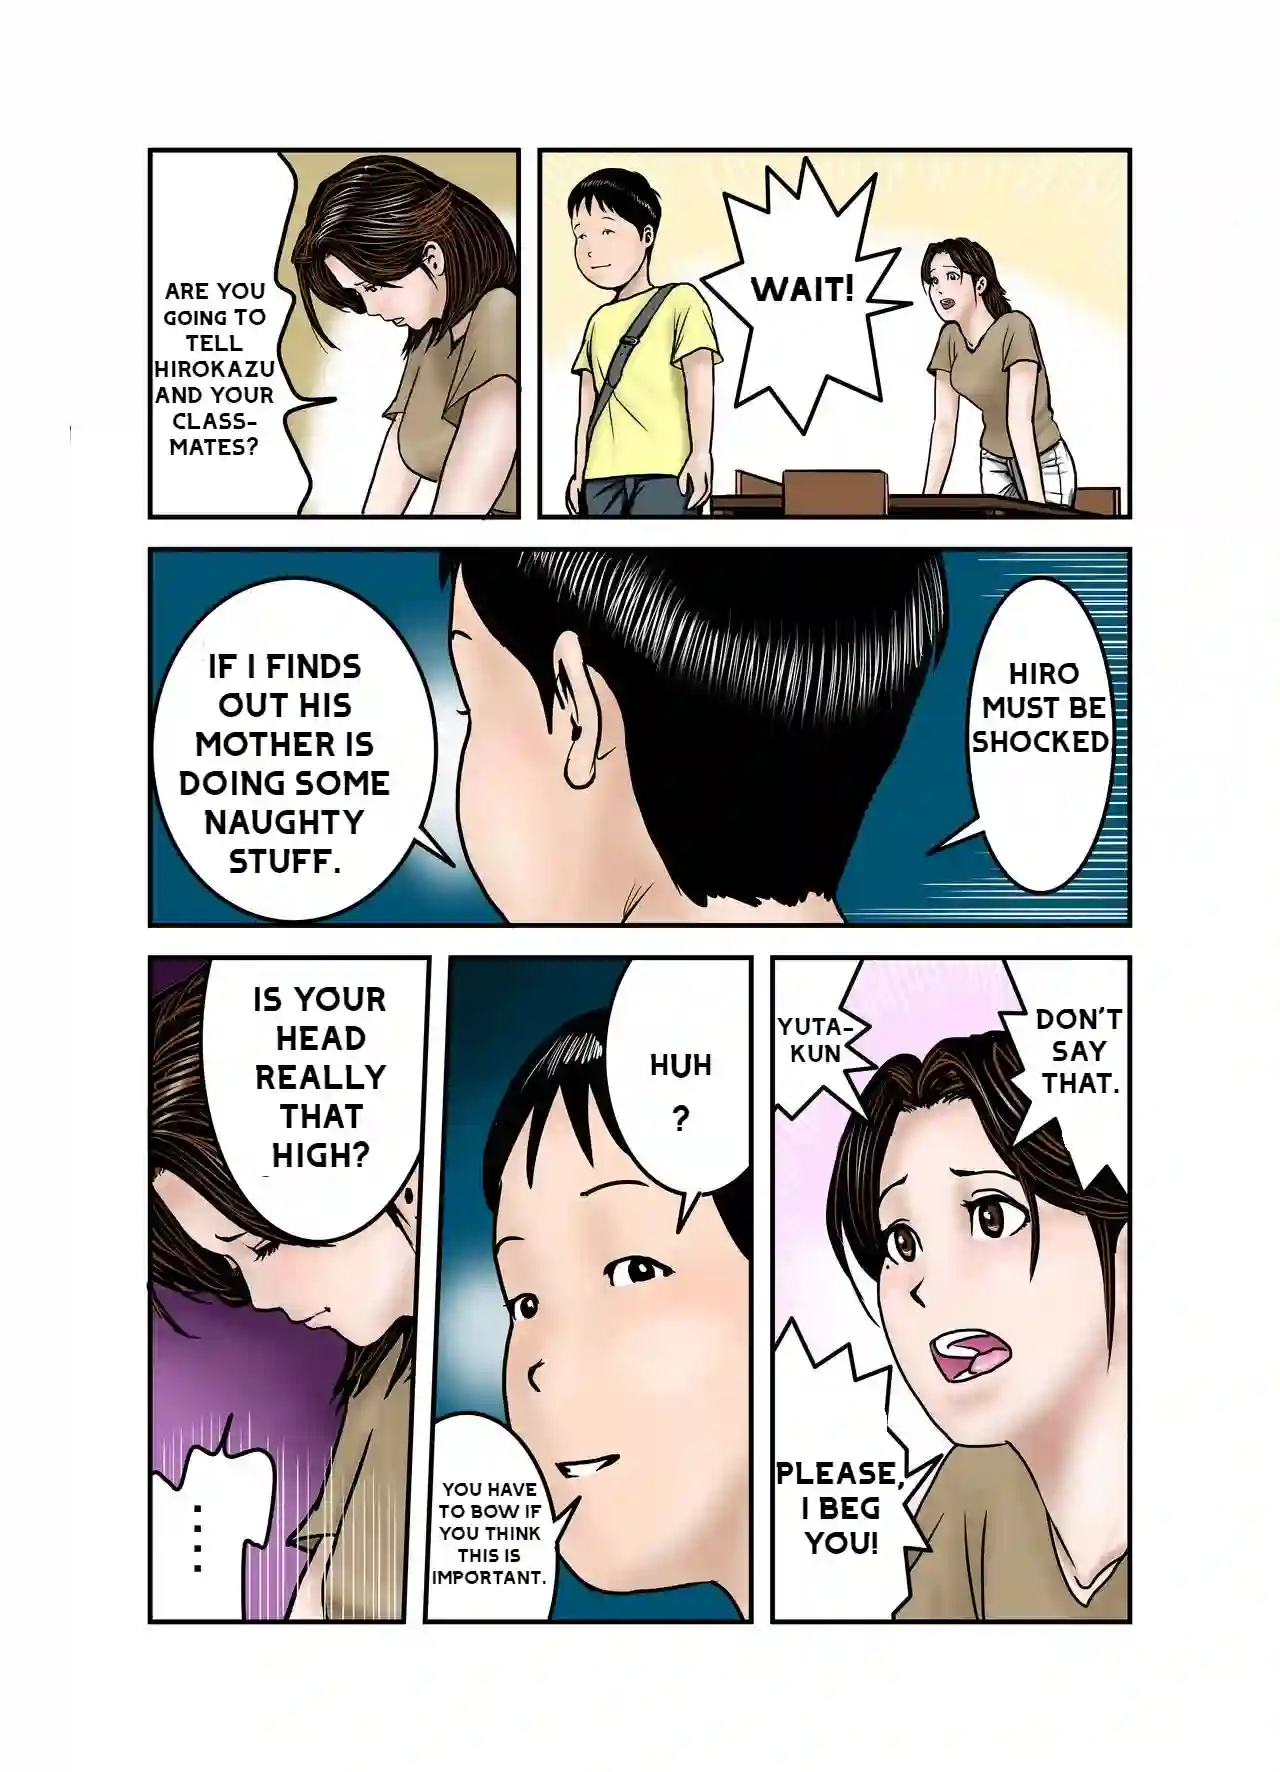 WAIT!
ARE YOU
GOING TO
TELL
HIROKAZU
AND YOUR
CLASS-
MATES?
HIRO
MUST BE
SHOCKED
IF I FINDS
OUT HIS
MOTHER IS
DOING SOME
NAUGHTY
STUFF.
DON'T
SAY
THAT.
YUTA-
KUN
PLEASE,
I BEG
YOU!
HUH
?
YOU HAVE
TO BOW IF
YOU THINK
THIS IS
IMPORTANT.
IS YOUR
HEAD
REALLY
THAT
HIGH?
....